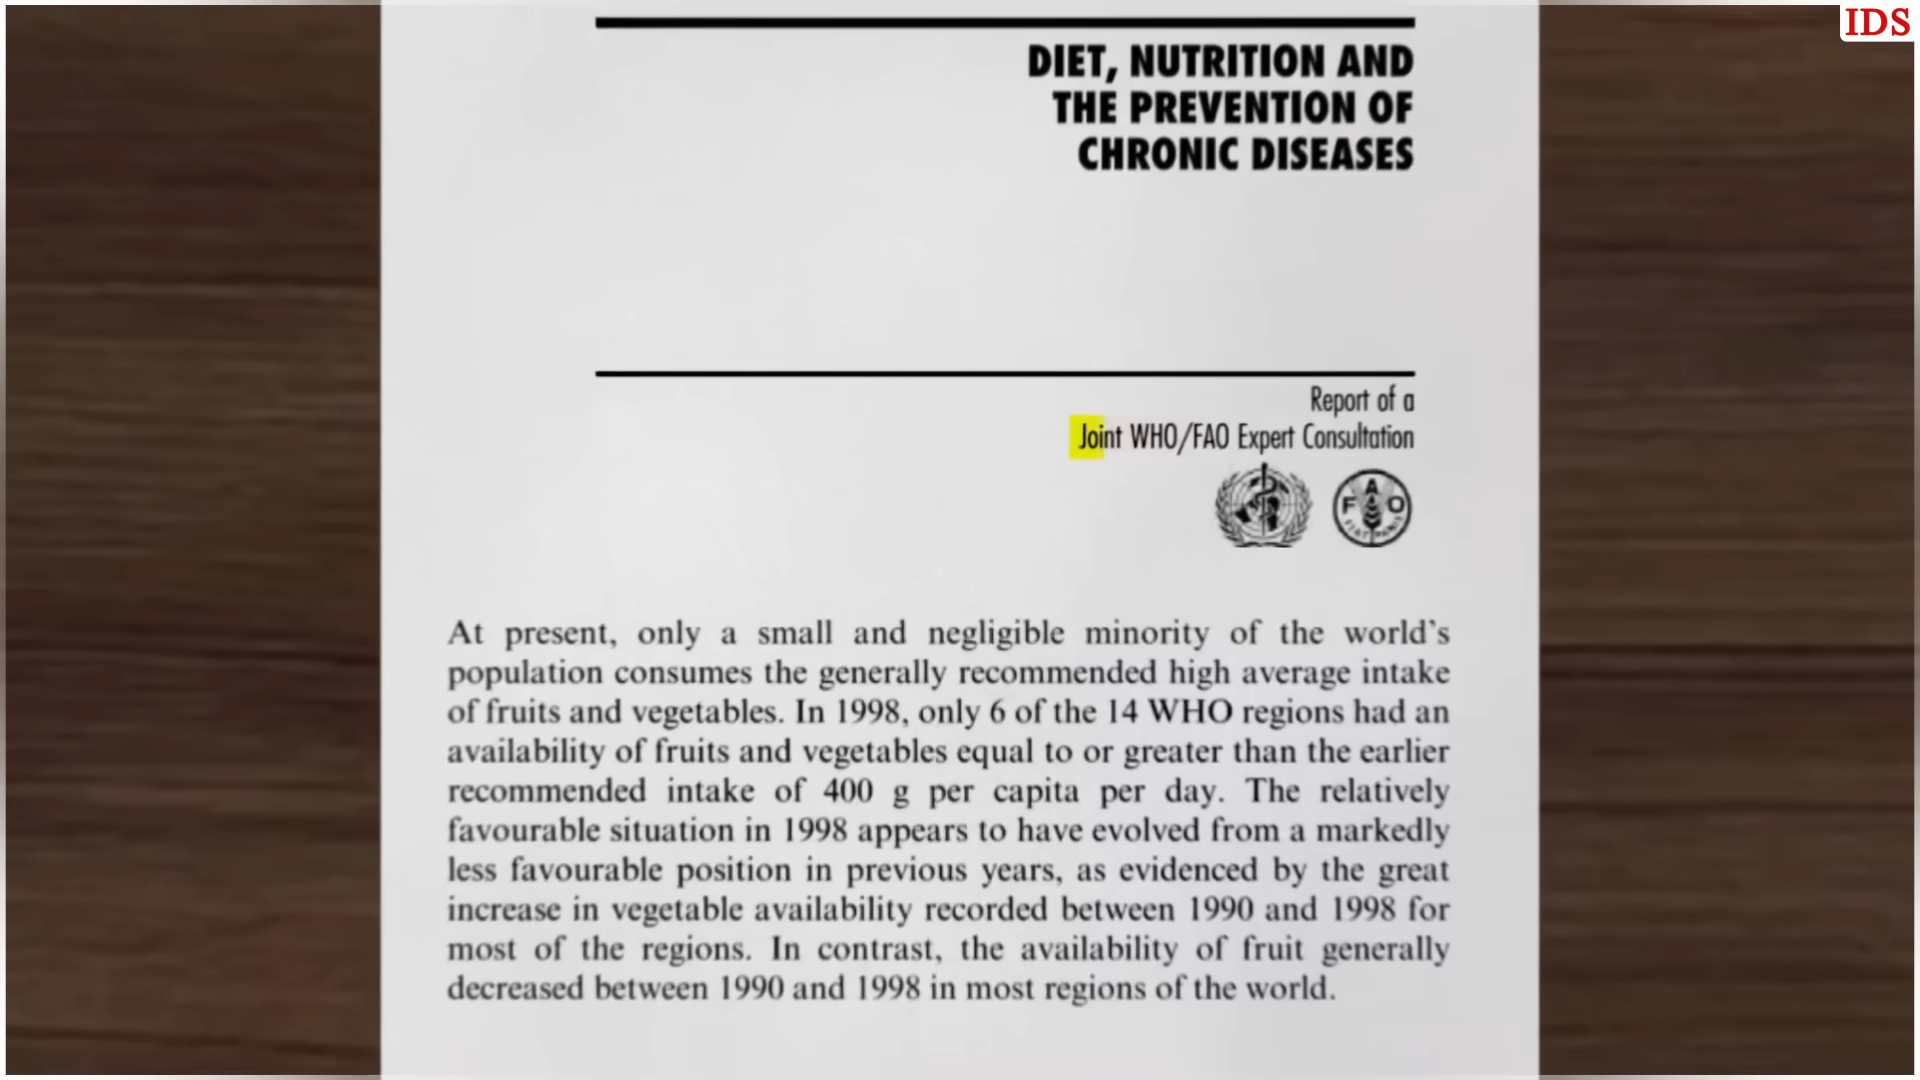 IDS
DIET, NUTRITION AND
THE PREVENTION OF
CHRONIC DISEASES
Report of a
Joint WHO/FAO Expert Consultation
F A O
At present, only a small and negligible minority of the world's
population consumes the generally recommended high average intake
of fruits and vegetables. In 1998, only 6 of the 14 WHO regions had an
availability of fruits and vegetables equal to or greater than the earlier
recommended intake of 400 g per capita per day. The relatively
favourable situation in 1998 appears to have evolved from a markedly
less favourable position in previous years, as evidenced by the great
increase in vegetable availability recorded between 1990 and 1998 for
most of the regions. In contrast, the availability of fruit generally
decreased between 1990 and 1998 in most regions of the world.